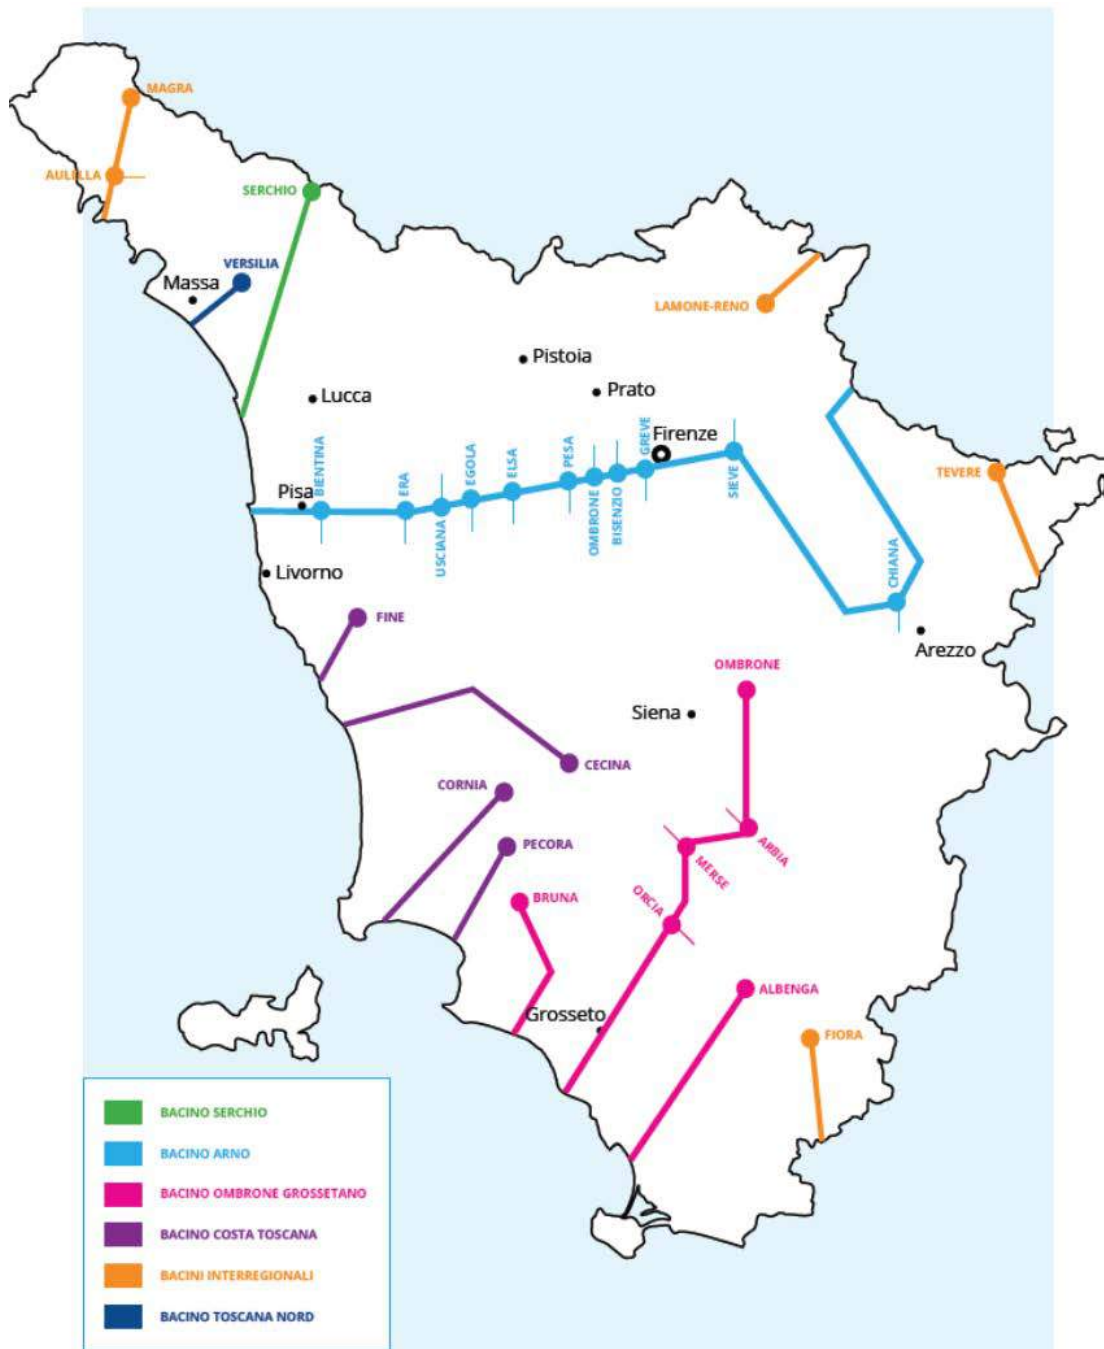 MAGRA
AULELLA
SERCHIO
VERSILIA
Massa
LAMONE-RENO
Pistoia
Prato
Lucca
Firenze
TEVERE
Pisa
BIENTINA
ERA
USCIANA
EGOLA
ELSA
PESA
OMBRONE
BISENZIO
GREVE
SIEVE
CHIANA
Livorno
Arezzo
FINE
OMBRONE
Siena
CECINA
CORNIA
PECORA
ARBIA
MERSE
BRUNA
ORCIA
ALBENGA
Grosseto
FIORA
BACINO SERCHIO
BACINO ARNO
BACINO OMBRONE GROSSETANO
BACINO COSTA TOSCANA
BACINI INTERREGIONALI
BACINO TOSCANA NORD